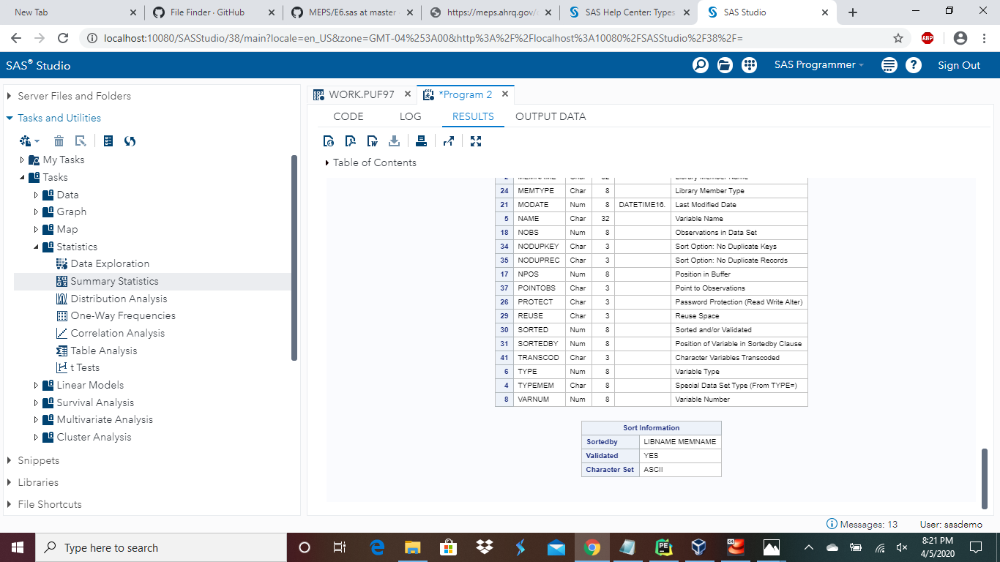 New Tab
File Finder · GitHub
MEPS/E6.sas at master
https://meps.ahrq.gov/
SAS Help Center: Types
SAS Studio
localhost:10080/SASStudio/38/main?locale=en_US&zone=GMT-04%253A00&http%3A%2F%2Flocalhost%3A10080%2FSASStudio%2F38%2F=
ABP
SAS® Studio
SAS Programmer
Sign Out
Server Files and Folders
Tasks and Utilities
My Tasks
Tasks
Data
Graph
Map
Statistics
Data Exploration
Summary Statistics
Distribution Analysis
One-Way Frequencies
Correlation Analysis
Table Analysis
t Tests
Linear Models
Survival Analysis
Multivariate Analysis
Cluster Analysis
Snippets
Libraries
File Shortcuts
WORK.PUF97
*Program 2
CODE LOG RESULTS OUTPUT DATA
Table of Contents
2 MEMNAME Char 32 Library Member Name
24 MEMTYPE Char 8 Library Member Type
21 MODATE Num 8 DATETIME16. Last Modified Date
5 NAME Char 32 Variable Name
18 NOBS Num 8 Observations in Data Set
34 NODUPKEY Char 3 Sort Option: No Duplicate Keys
35 NODUPREC Char 3 Sort Option: No Duplicate Records
17 NPOS Num 8 Position in Buffer
37 POINTOBS Char 3 Point to Observations
26 PROTECT Char 3 Password Protection (Read Write Alter)
29 REUSE Char 3 Reuse Space
30 SORTED Num 8 Sorted and/or Validated
31 SORTEDBY Num 8 Position of Variable in Sortedby Clause
41 TRANSCOD Char 3 Character Variables Transcoded
6 TYPE Num 8 Variable Type
4 TYPEMEM Char 8 Special Data Set Type (From TYPE=)
8 VARNUM Num 8 Variable Number
Sort Information
Sortedby LIBNAME MEMNAME
Validated YES
Character Set ASCII
Messages: 13
User: sasdemo
Type here to search
8:21 PM
4/5/2020